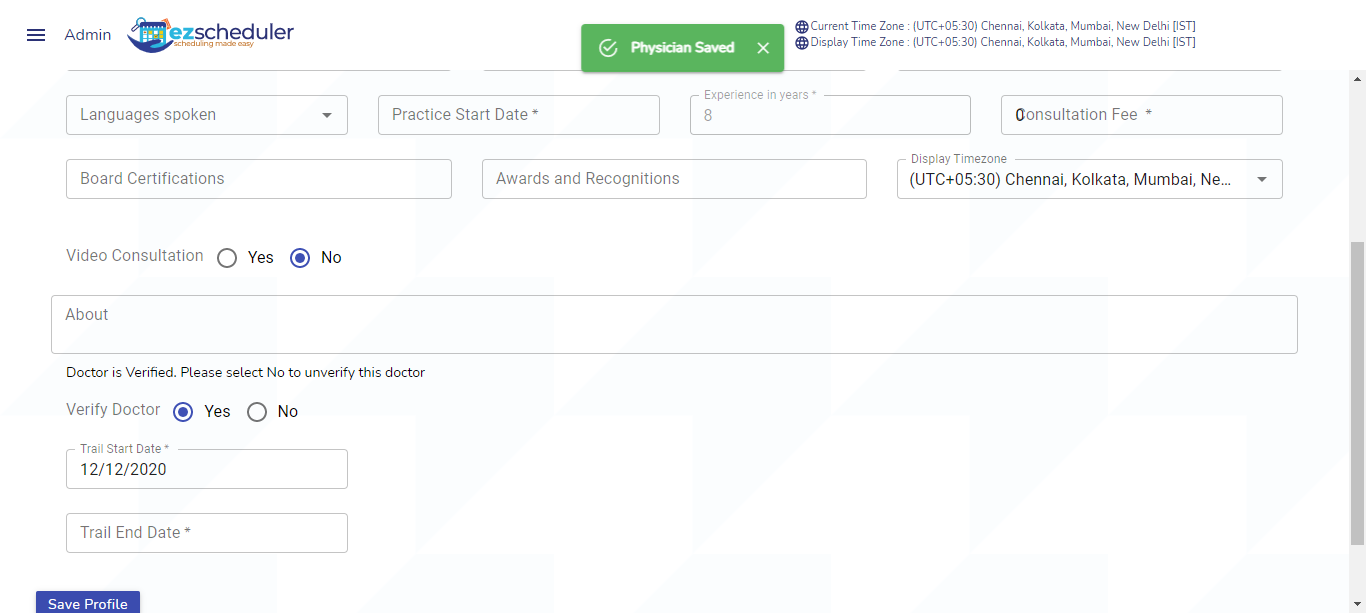 Admin
ezscheduler
scheduling made easy
Physician Saved
Current Time Zone : (UTC+05:30) Chennai, Kolkata, Mumbai, New Delhi [IST]
Display Time Zone : (UTC+05:30) Chennai, Kolkata, Mumbai, New Delhi [IST]
Languages spoken
Practice Start Date *
Experience in years *
8
0
Consultation Fee *
Board Certifications
Awards and Recognitions
Display Timezone
(UTC+05:30) Chennai, Kolkata, Mumbai, Ne...
Video Consultation Yes No
About
Doctor is Verified. Please select No to unverify this doctor
Verify Doctor Yes No
Trail Start Date *
12/12/2020
Trail End Date *
Save Profile